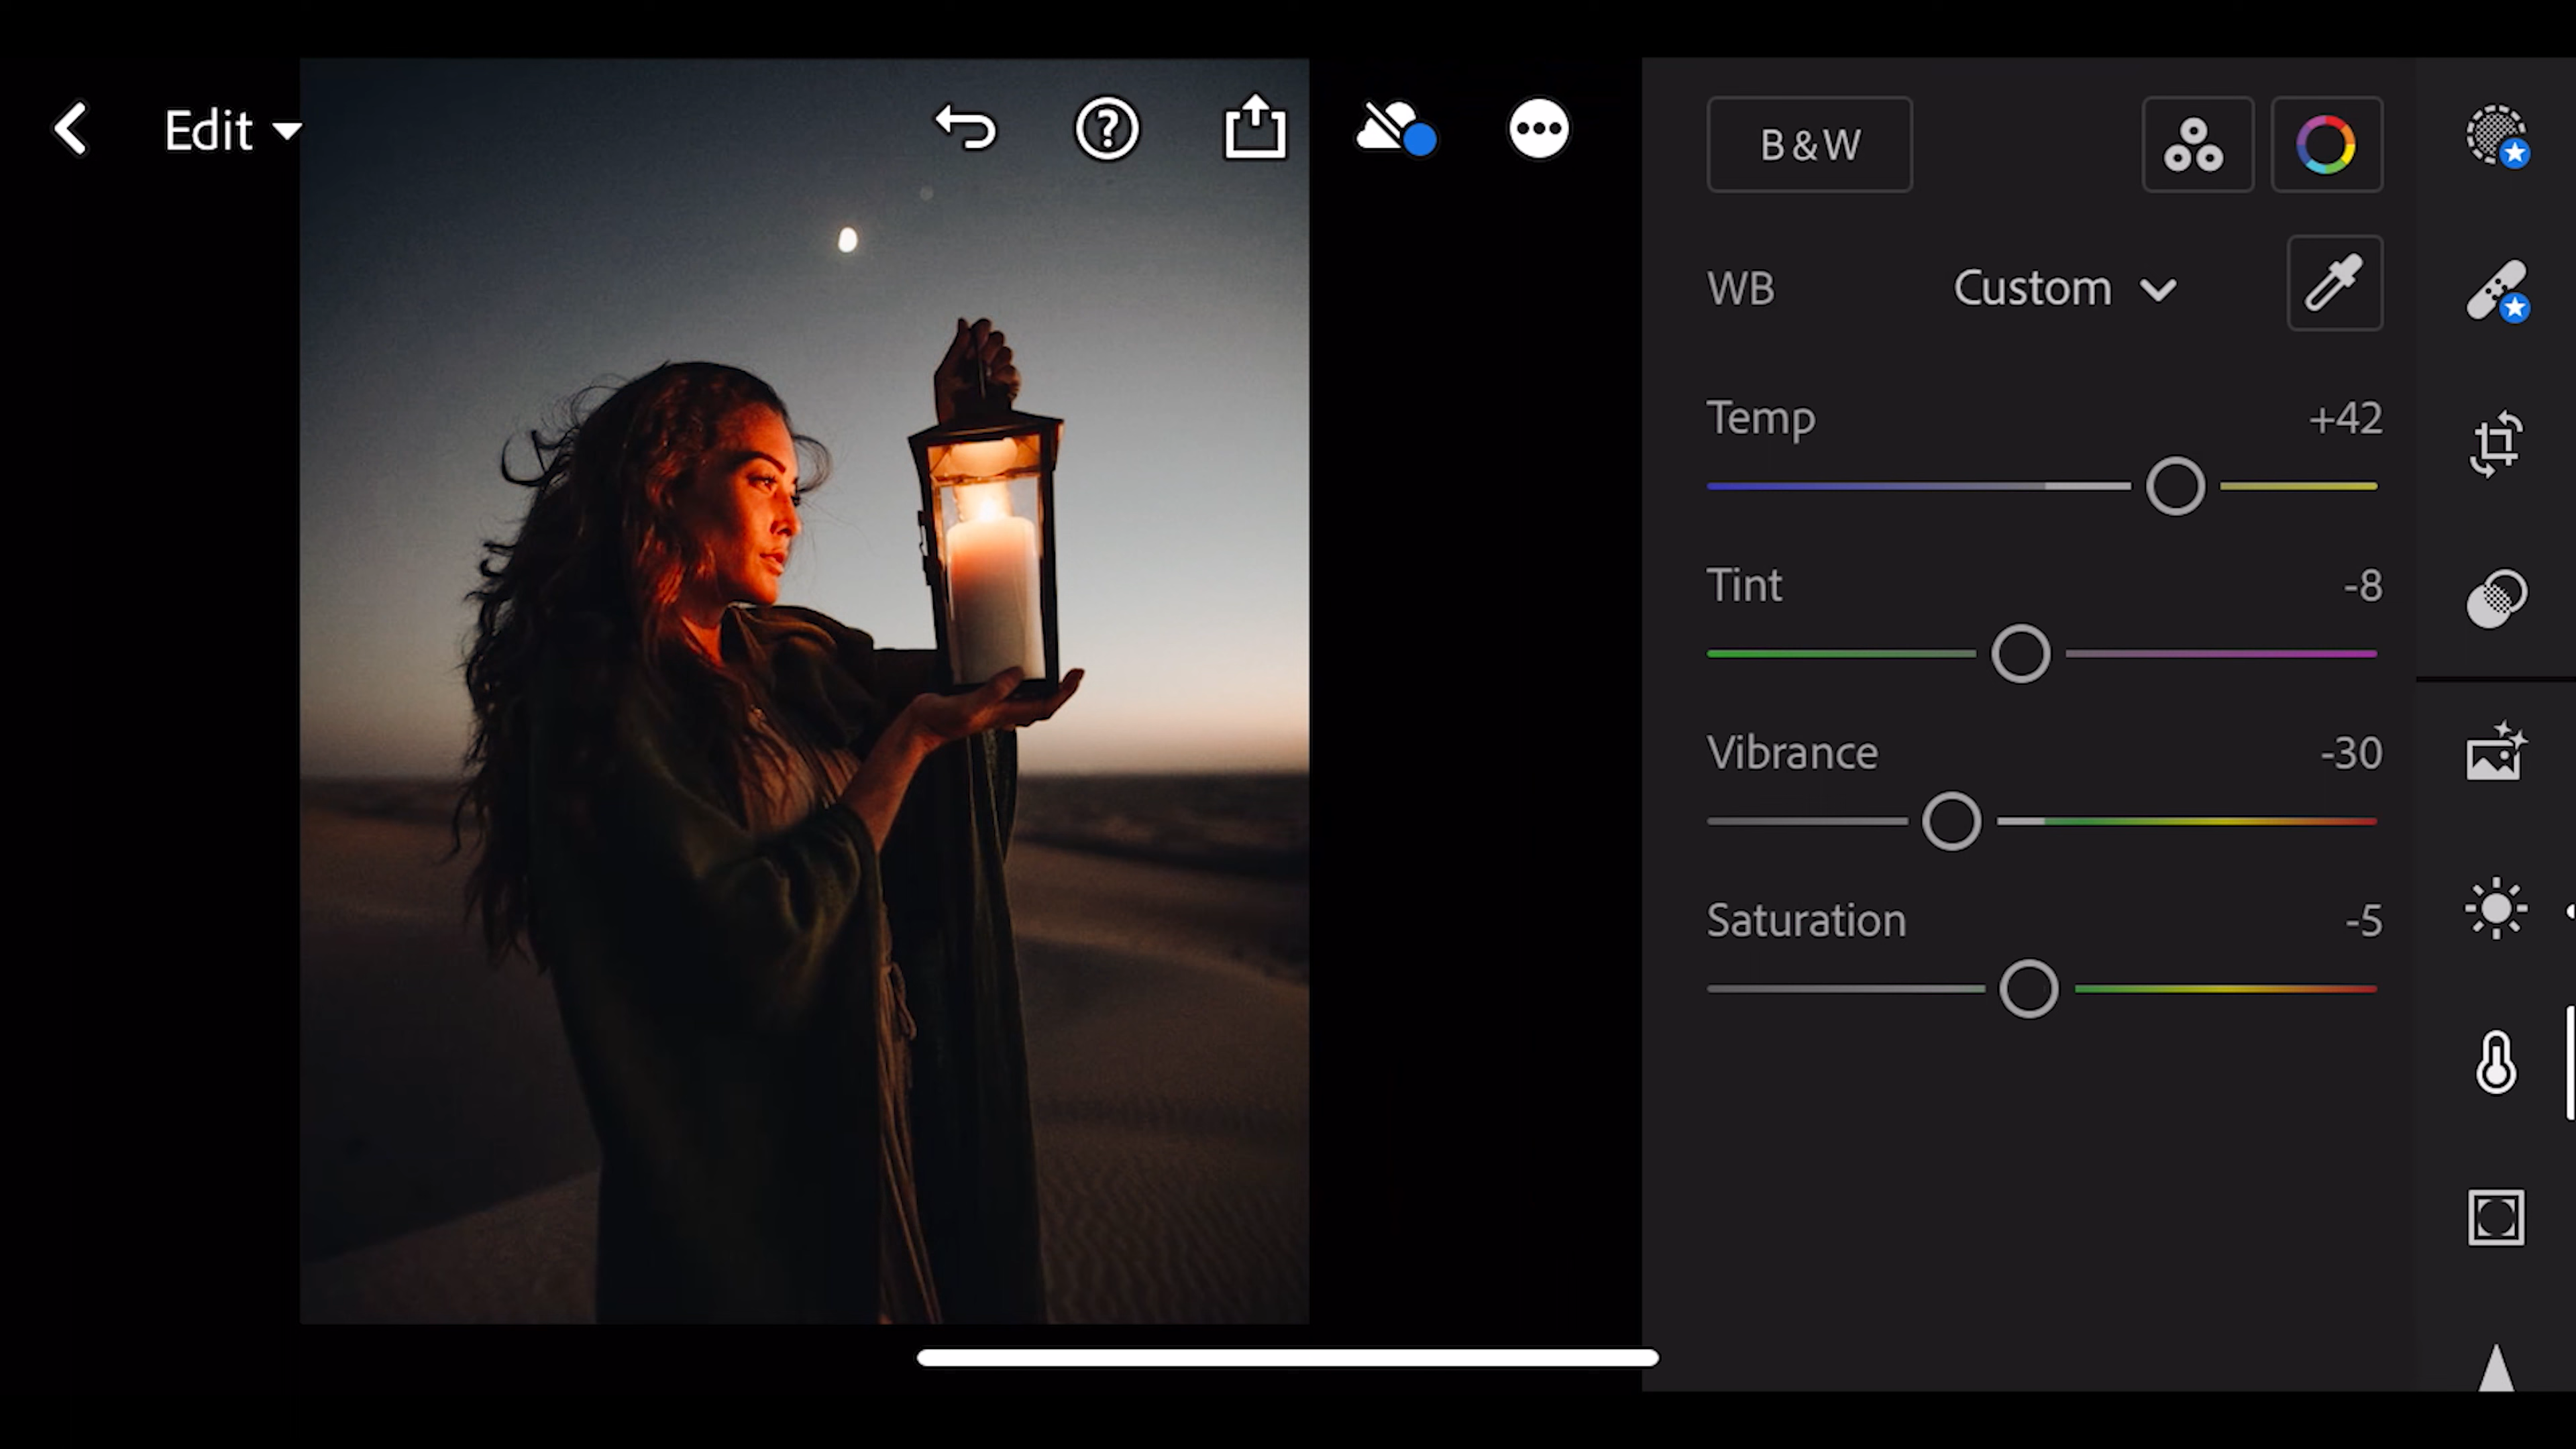 Edit
B&W
WB Custom
Temp +42
Tint -8
Vibrance -30
Saturation -5